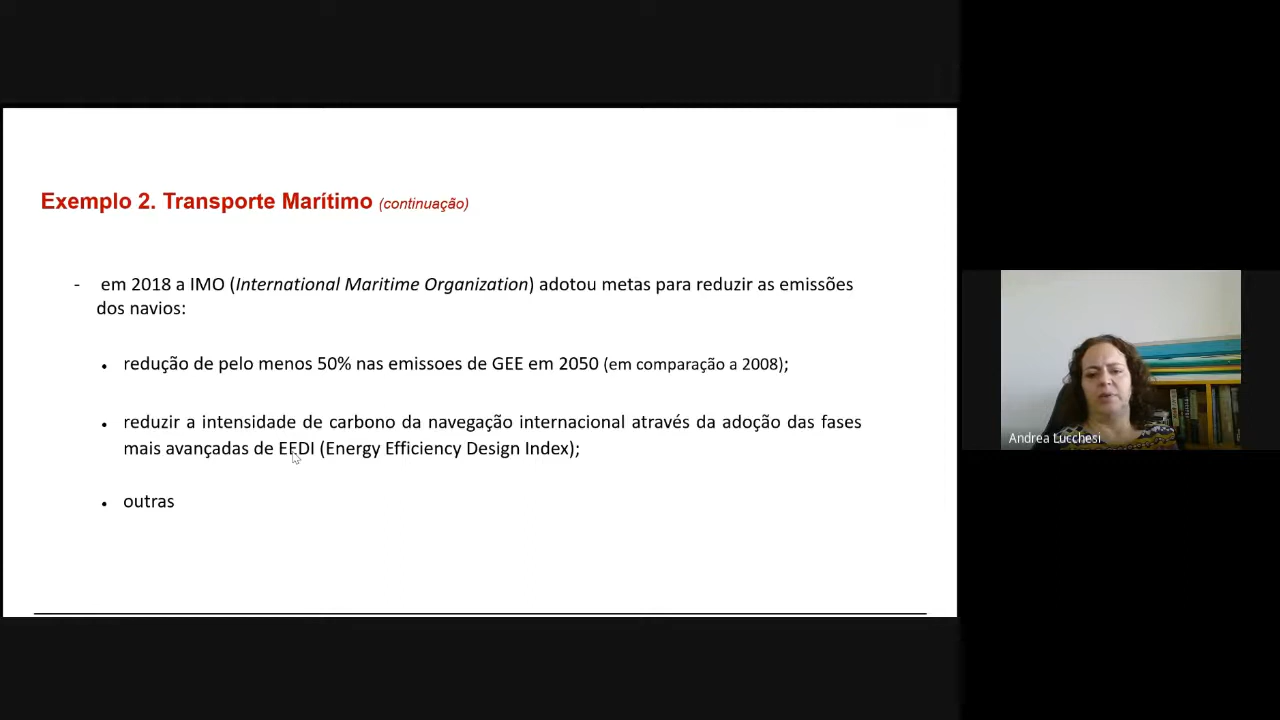 Exemplo 2. Transporte Marítimo (continuação)
- em 2018 a IMO (International Maritime Organization) adotou metas para reduzir as emissões
dos navios:
• redução de pelo menos 50% nas emissoes de GEE em 2050 (em comparação a 2008);
• reduzir a intensidade de carbono da navegação internacional através da adoção das fases
mais avançadas de EEDI (Energy Efficiency Design Index);
• outras
Andrea Lucchesi